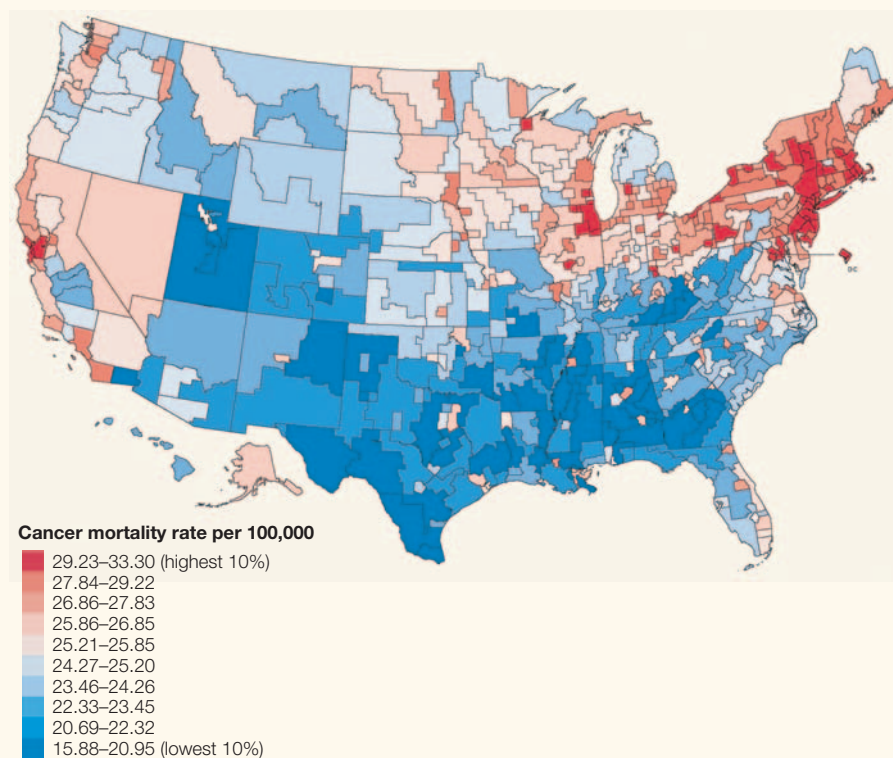 DC
Cancer mortality rate per 100,000
29.23–33.30 (highest 10%)
27.84–29.22
26.86–27.83
25.86–26.85
25.21–25.85
24.27–25.20
23.46–24.26
22.33–23.45
20.69–22.32
15.88–20.95 (lowest 10%)